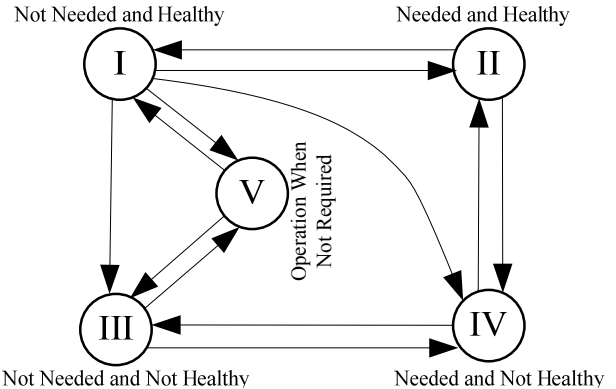 Not Needed and Healthy
Needed and Healthy
I
II
V
Operation When
Not Required
III
IV
Not Needed and Not Healthy
Needed and Not Healthy